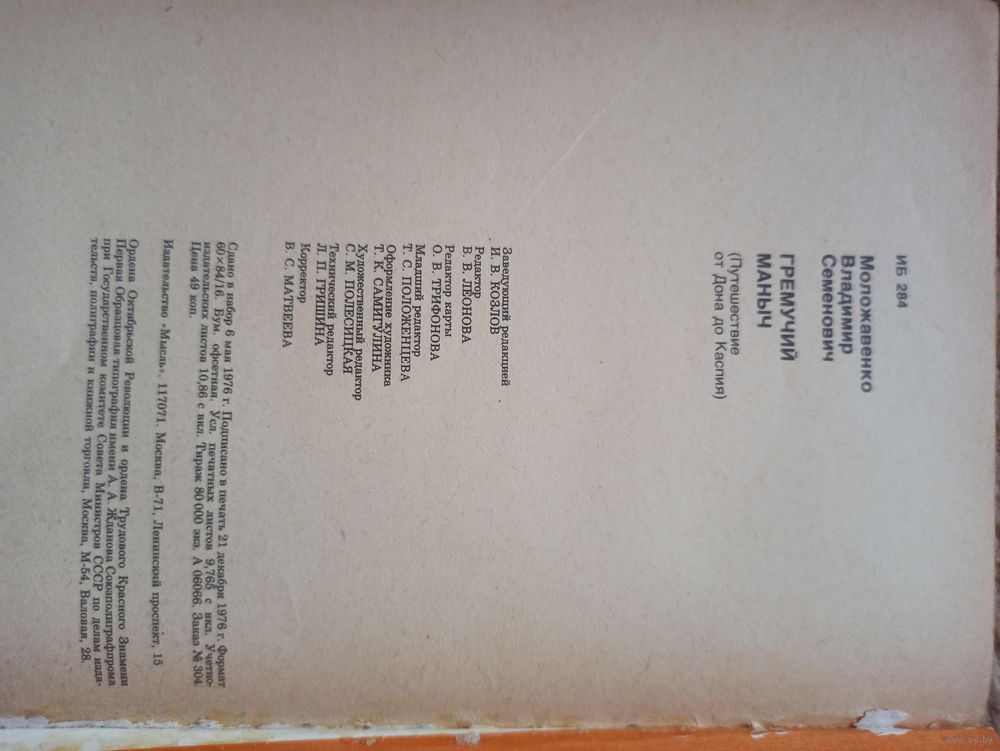 ИБ 284
Моложавенко
Владимир
Семенович
ГРЕМУЧИЙ
МАНЫЧ
(Путешествие
от Дона до Каспия)
Заведующий редакцией
И. В. КОЗЛОВ
Редактор
В. В. ЛЕОНОВА
Редактор карты
О. В. ТРИФОНОВА
Младший редактор
Т. С. ПОЛОЖЕНЦЕВА
Оформление художника
Т. К. САМИГУЛИНА
Художественный редактор
С. М. ПОЛЕСИЦКАЯ
Технический редактор
Л. П. ГРИШИНА
Корректор
В. С. МАТВЕЕВА
Сдано в набор 6 мая 1976 г. Подписано в печать 21 декабря 1976 г. Формат
60×84/16. Бум. офсетная. Усл. печатных листов 9,765 с вкл. Учетно-
издательских листов 10,86 с вкл. Тираж 80 000 экз. А 06066. Заказ № 304.
Цена 49 коп.
Издательство «Мысль». 117071. Москва, В-71, Ленинский проспект, 15
Ордена Октябрьской Революции и ордена Трудового Красного Знамени
Первая Образцовая типография имени А. А. Жданова Союзполиграфпрома
при Государственном комитете Совета Министров СССР по делам изда-
тельств, полиграфии и книжной торговли, Москва, М-54, Валовая, 28.
www.ay.by